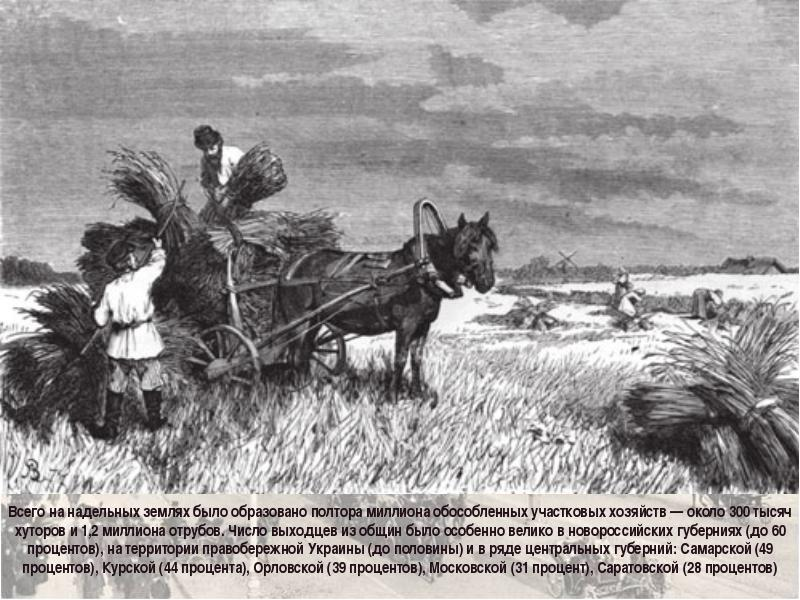 Всего на надельных землях было образовано полтора миллиона обособленных участковых хозяйств — около 300 тысяч
хуторов и 1,2 миллиона отрубов. Число выходцев из общин было особенно велико в новороссийских губерниях (до 60
процентов), на территории правобережной Украины (до половины) и в ряде центральных губерний: Самарской (49
процентов), Курской (44 процента), Орловской (39 процентов), Московской (31 процент), Саратовской (28 процентов)